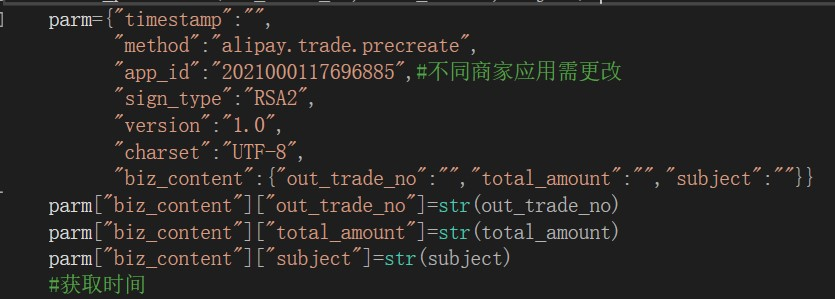 parm={"timestamp":"",
"method":"alipay.trade.precreate",
"app_id":"2021000117696885",#不同商家应用需更改
"sign_type":"RSA2",
"version":"1.0",
"charset":"UTF-8",
"biz_content":{"out_trade_no":"","total_amount":"","subject":""}}
parm["biz_content"]["out_trade_no"]=str(out_trade_no)
parm["biz_content"]["total_amount"]=str(total_amount)
parm["biz_content"]["subject"]=str(subject)
#获取时间